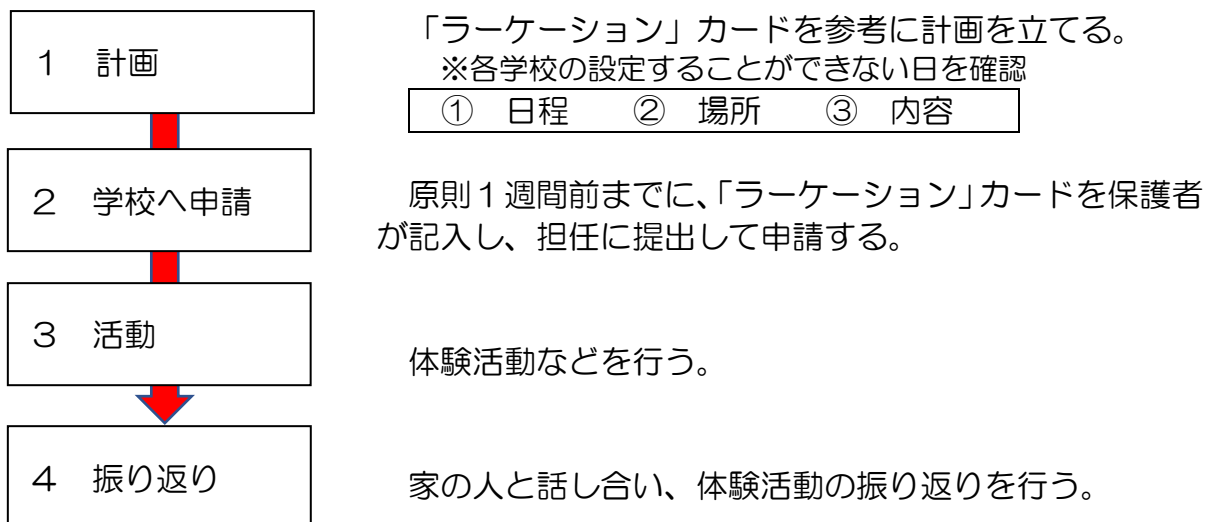 1　計画
「ラーケーション」カードを参考に計画を立てる。
※各学校の設定することができない日を確認
①　日程　　②　場所　　③　内容
2　学校へ申請
原則１週間前までに、「ラーケーション」カードを保護者
が記入し、担任に提出して申請する。
3　活動
体験活動などを行う。
4　振り返り
家の人と話し合い、体験活動の振り返りを行う。